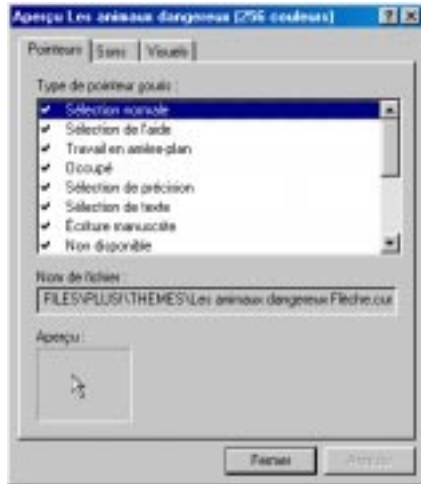 Aperçu Les animaux dangereux (256 couleurs)
Pointeurs Sons Visuels
Type de pointeur souris :
Sélection normale
Sélection de l'aide
Travail en arrière-plan
Occupé
Sélection de précision
Sélection de texte
Écriture manuscrite
Non disponible
Nom de fichier :
FILES\PLUS!\THEMES\Les animaux dangereux Flèche.cur
Aperçu :
Fermer Annuler